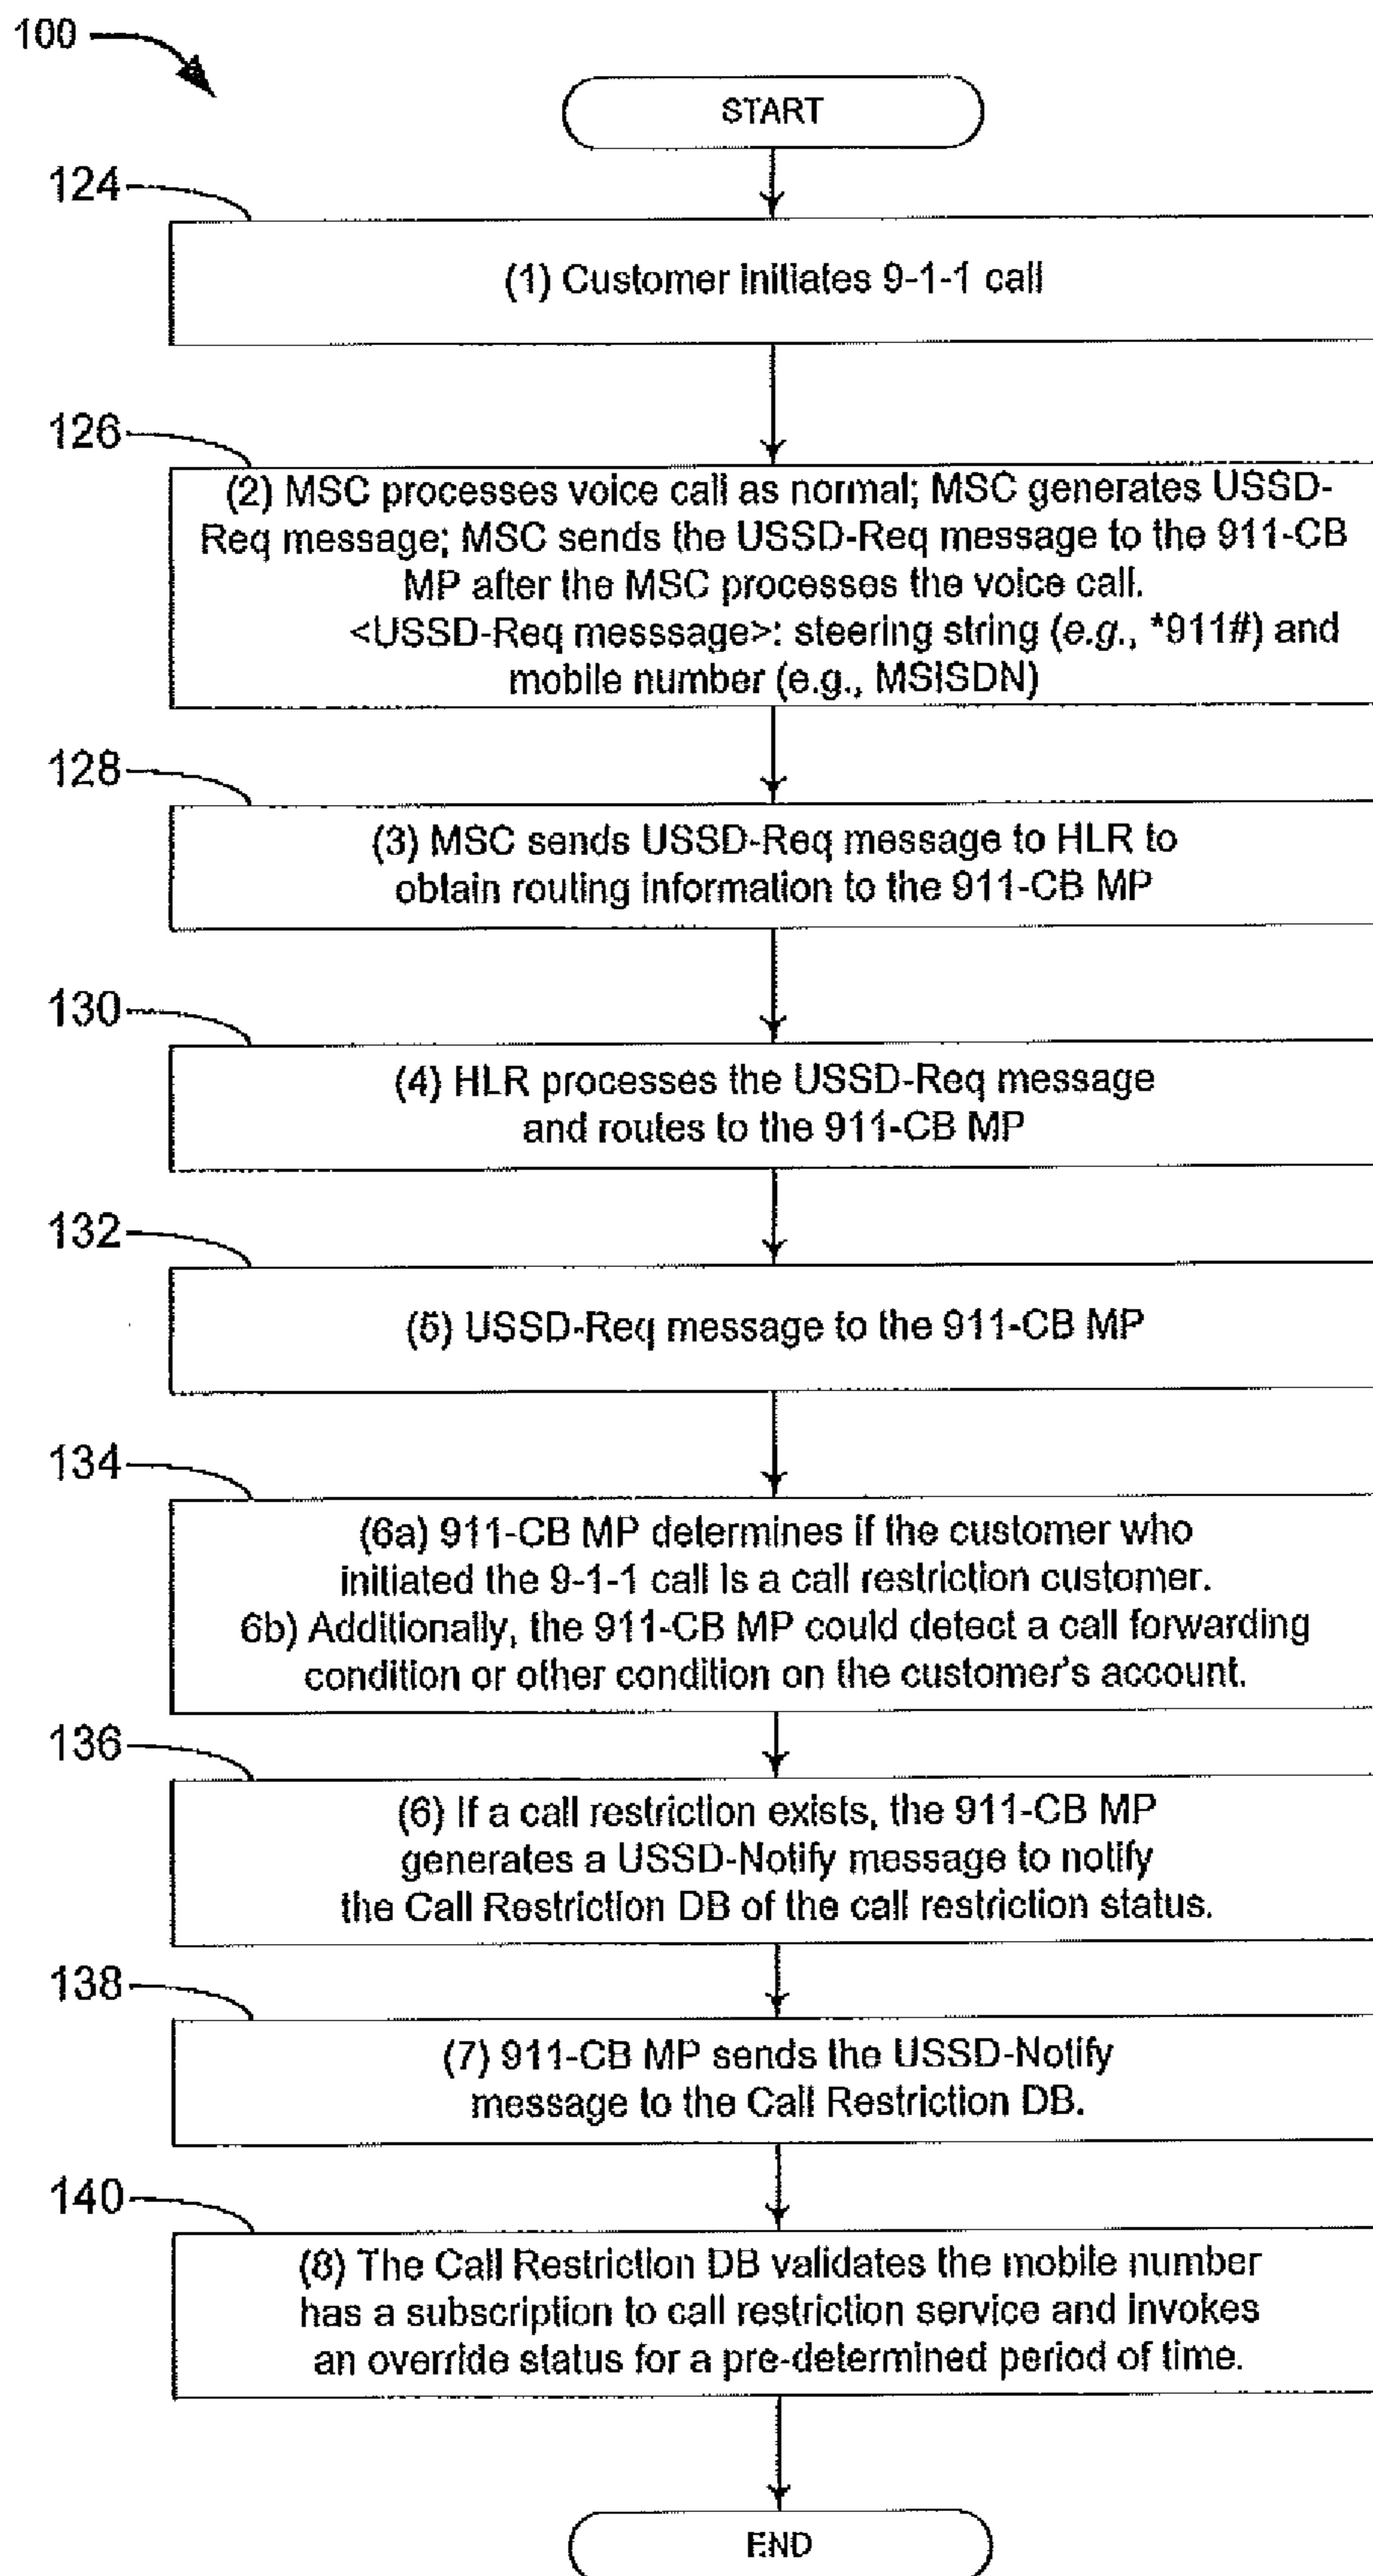 100
START
124
(1) Customer initiates 9-1-1 call
126
(2) MSC processes voice call as normal; MSC generates USSD-
Req message; MSC sends the USSD-Req message to the 911-CB
MP after the MSC processes the voice call.
<USSD-Req messsage>: steering string (e.g., *911#) and
mobile number (e.g., MSISDN)
128
(3) MSC sends USSD-Req message to HLR to
obtain routing information to the 911-CB MP
130
(4) HLR processes the USSD-Req message
and routes to the 911-CB MP
132
(5) USSD-Req message to the 911-CB MP
134
(6a) 911-CB MP determines if the customer who
initiated the 9-1-1 call is a call restriction customer.
6b) Additionally, the 911-CB MP could detect a call forwarding
condition or other condition on the customer's account.
136
(6) If a call restriction exists, the 911-CB MP
generates a USSD-Notify message to notify
the Call Restriction DB of the call restriction status.
138
(7) 911-CB MP sends the USSD-Notify
message to the Call Restriction DB.
140
(8) The Call Restriction DB validates the mobile number
has a subscription to call restriction service and invokes
an override status for a pre-determined period of time.
END